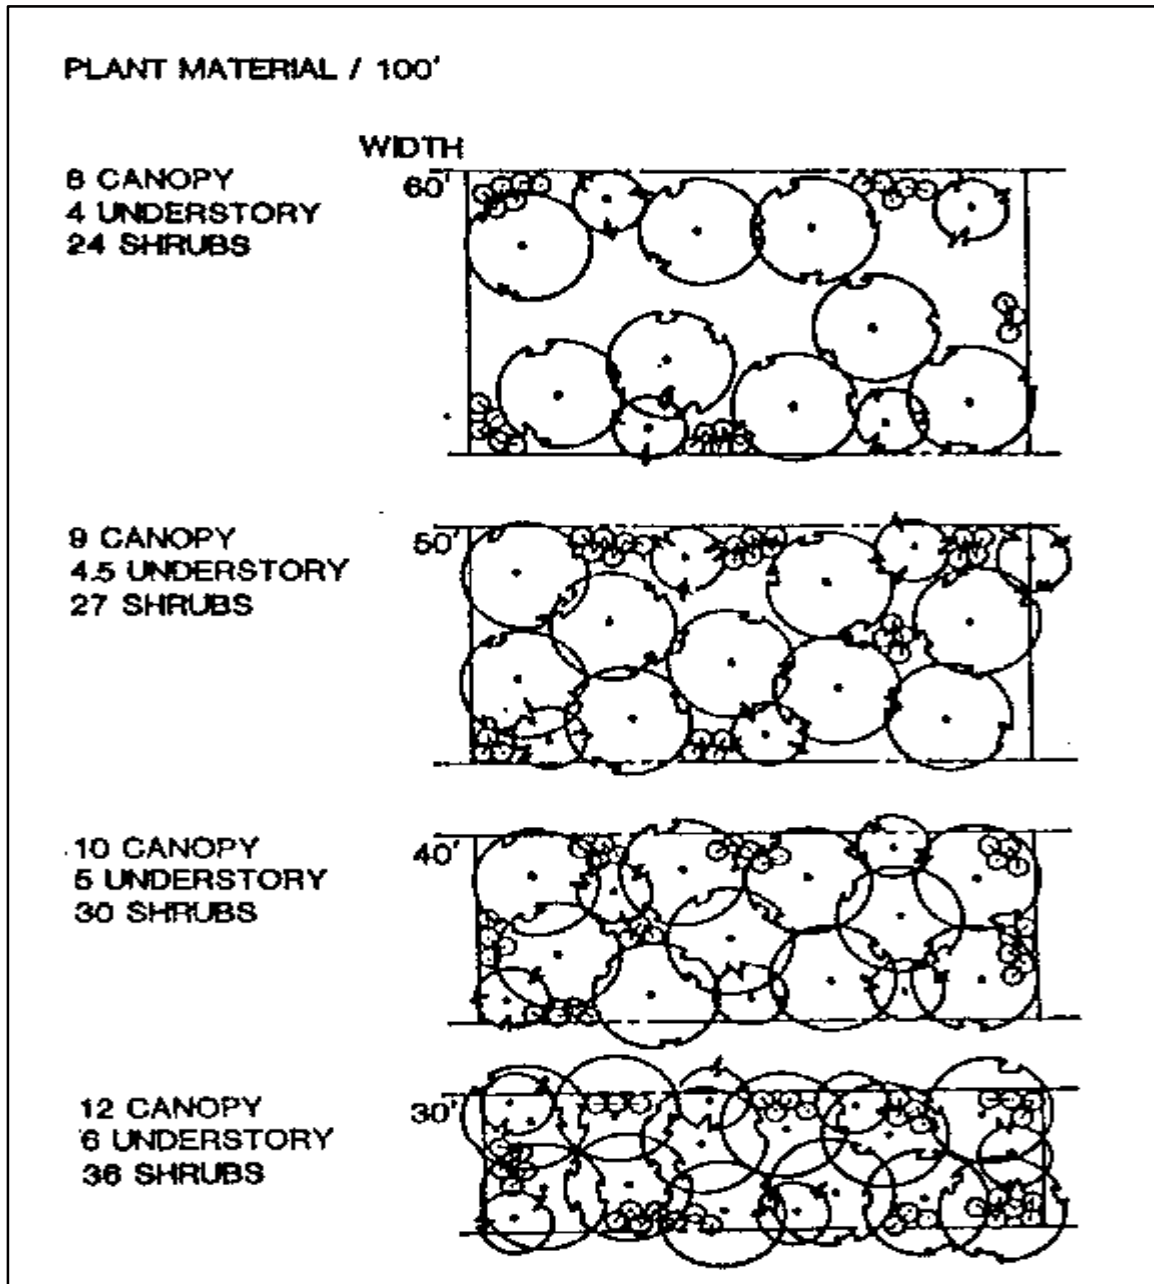 PLANT MATERIAL / 100'
WIDTH
8 CANOPY
4 UNDERSTORY
24 SHRUBS
60'
9 CANOPY
4.5 UNDERSTORY
27 SHRUBS
50'
10 CANOPY
5 UNDERSTORY
30 SHRUBS
40'
12 CANOPY
6 UNDERSTORY
36 SHRUBS
30'